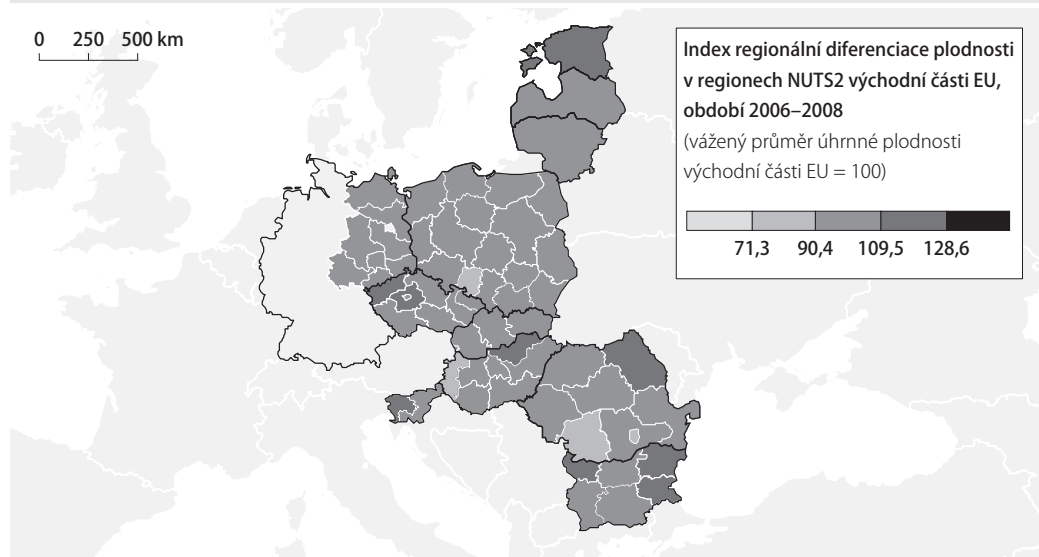 0 250 500 km
Index regionální diferenciace plodnosti
v regionech NUTS2 východní části EU,
období 2006–2008
(vážený průměr úhrnné plodnosti
východní části EU = 100)
71,3 90,4 109,5 128,6